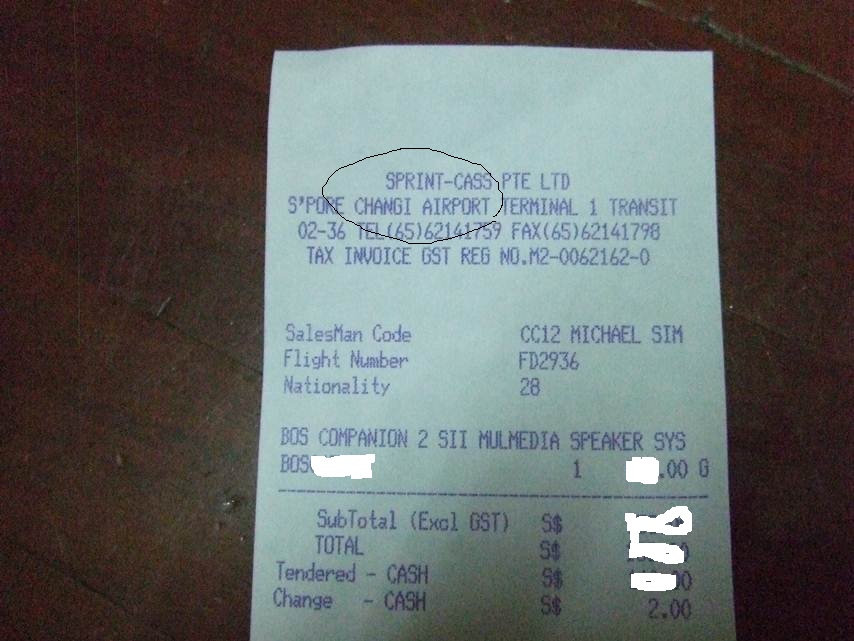 SPRINT-CASS PTE LTD
S'PORE CHANGI AIRPORT TERMINAL 1 TRANSIT
02-36 TEL(65)62141759 FAX(65)62141798
TAX INVOICE GST REG NO.M2-0062162-0
SalesMan Code CC12 MICHAEL SIM
Flight Number FD2936
Nationality 28
BOS COMPANION 2 SII MULMEDIA SPEAKER SYS
BOS 1 .00 G
SubTotal (Excl GST) S$
TOTAL S$
Tendered - CASH S$
Change - CASH S$ 2.00